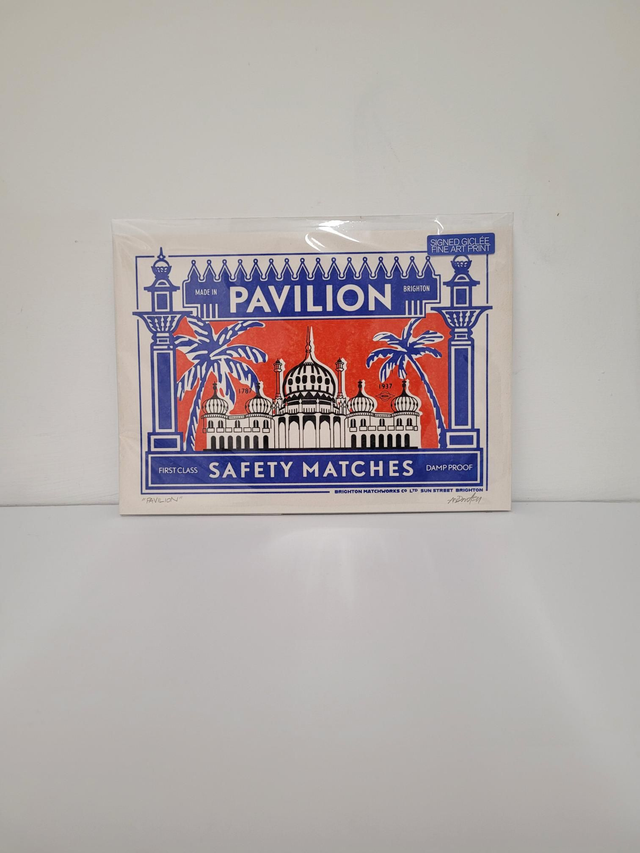 SIGNED GICLÉE
FINE ART PRINT
MADE IN PAVILION BRIGHTON
1787 1937
FIRST CLASS SAFETY MATCHES DAMP PROOF
BRIGHTON MATCHWORKS Co LTD SUN STREET BRIGHTON
"PAVILION"